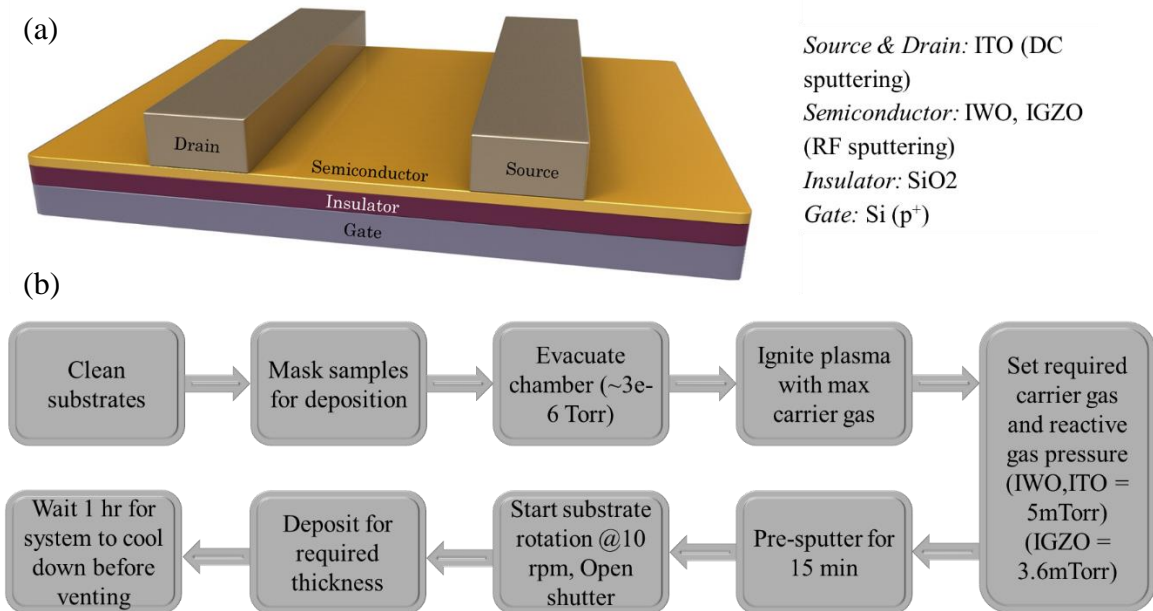 (a)
Drain
Source
Semiconductor
Insulator
Gate
Source & Drain: ITO (DC
sputtering)
Semiconductor: IWO, IGZO
(RF sputtering)
Insulator: SiO2
Gate: Si (p⁺)
(b)
Clean
substrates
Mask samples
for deposition
Evacuate
chamber (~3e-
6 Torr)
Ignite plasma
with max
carrier gas
Set required
carrier gas
and reactive
gas pressure
(IWO,ITO =
5mTorr)
(IGZO =
3.6mTorr)
Pre-sputter for
15 min
Start substrate
rotation @10
rpm, Open
shutter
Deposit for
required
thickness
Wait 1 hr for
system to cool
down before
venting